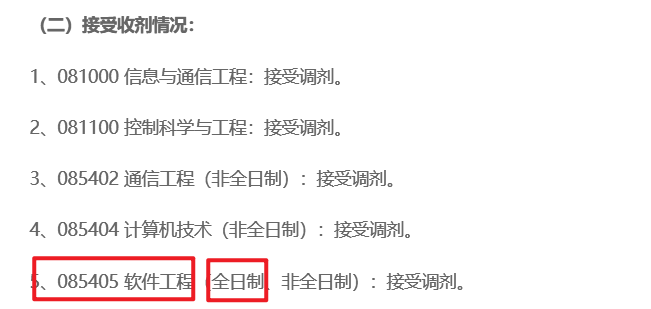 （二）接受收剂情况：
1、081000 信息与通信工程：接受调剂。
2、081100 控制科学与工程：接受调剂。
3、085402 通信工程（非全日制）：接受调剂。
4、085404 计算机技术（非全日制）：接受调剂。
5、085405 软件工程（全日制、非全日制）：接受调剂。